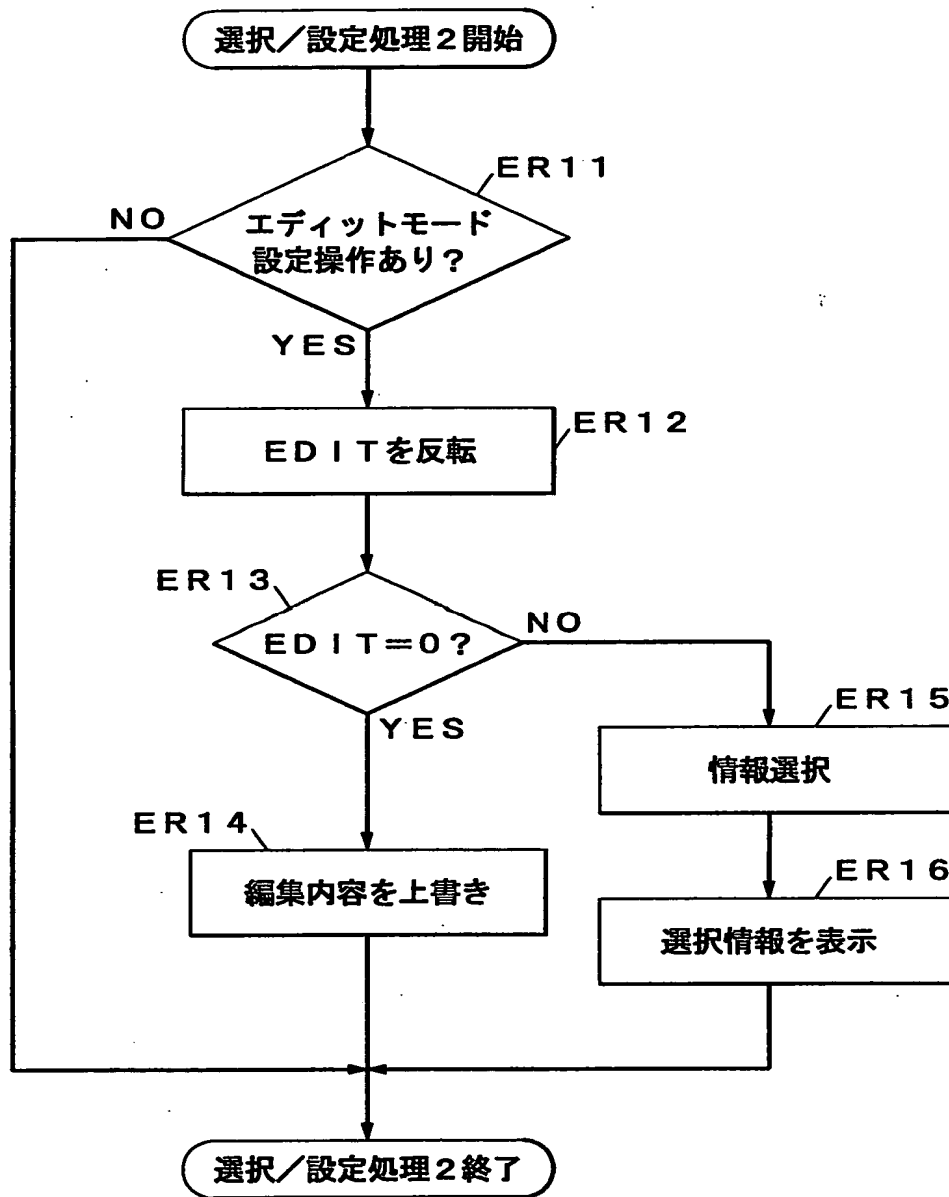 選択/設定処理2開始
ER11
NO
エディットモード
設定操作あり?
YES
ER12
EDITを反転
ER13
EDIT=0?
NO
YES
ER15
情報選択
ER14
編集内容を上書き
ER16
選択情報を表示
選択/設定処理2終了